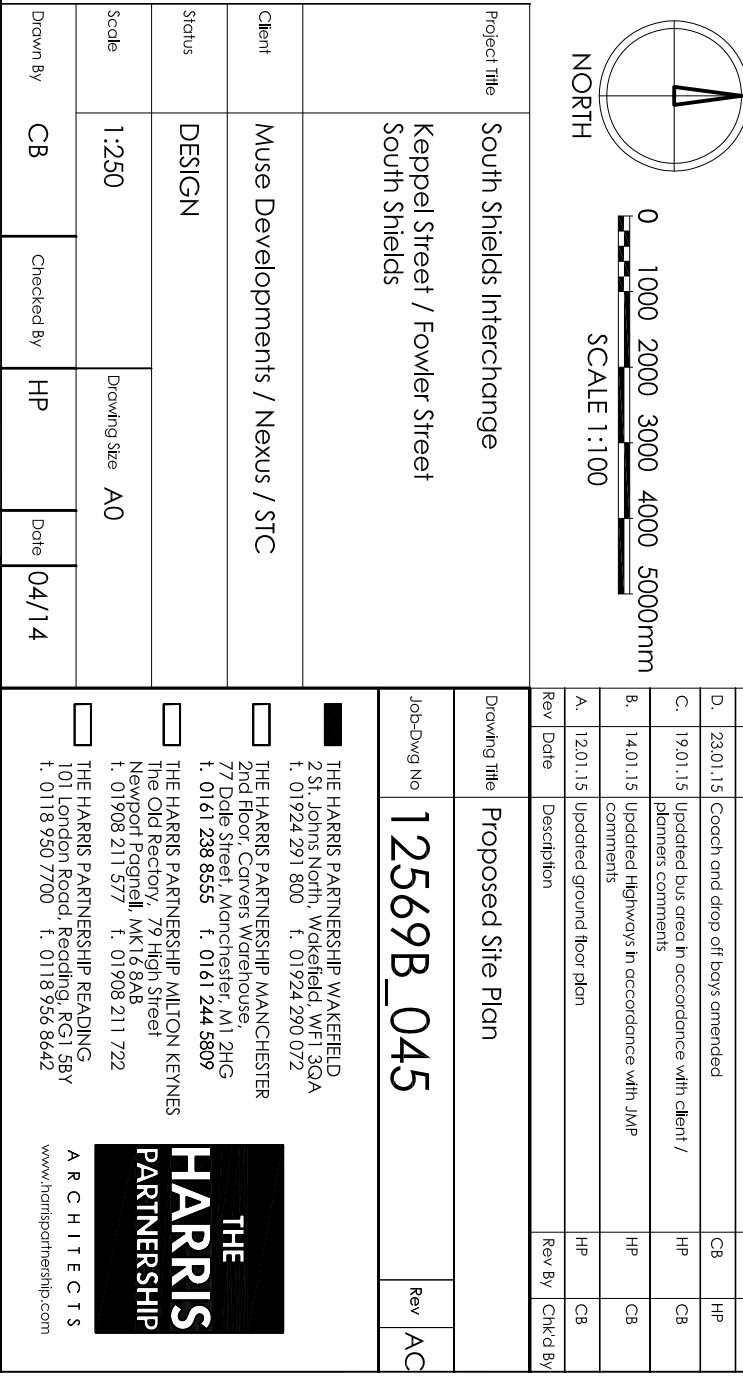 NORTH
0 1000 2000 3000 4000 5000mm
SCALE 1:100
Project Title South Shields Interchange
Keppel Street / Fowler Street
South Shields
Client Muse Developments / Nexus / STC
Status DESIGN
Scale 1:250 Drawing Size A0
Drawn By CB Checked By HP Date 04/14
D. 23.01.15 Coach and drop off bays amended CB HP
C. 19.01.15 Updated bus area in accordance with client / HP CB
planners comments
B. 14.01.15 Updated Highways in accordance with JMP HP CB
comments
A. 12.01.15 Updated ground floor plan HP CB
Rev Date Description Rev By Chk'd By
Drawing Title Proposed Site Plan
Job-Dwg No 12569B_045 Rev AC
THE HARRIS PARTNERSHIP WAKEFIELD
2 St. Johns North, Wakefield, WF1 3QA
t. 01924 291 800 f. 01924 290 072
THE HARRIS PARTNERSHIP MANCHESTER
2nd Floor, Carvers Warehouse,
77 Dale Street, Manchester, M1 2HG
t. 0161 238 8555 f. 0161 244 5809
THE HARRIS PARTNERSHIP MILTON KEYNES
The Old Rectory, 79 High Street
Newport Pagnell, MK16 8AB
t. 01908 211 577 f. 01908 211 722
THE HARRIS PARTNERSHIP READING
101 London Road, Reading, RG1 5BY
t. 0118 950 7700 f. 0118 956 8642
THE
HARRIS
PARTNERSHIP
ARCHITECTS
www.harrispartnership.com